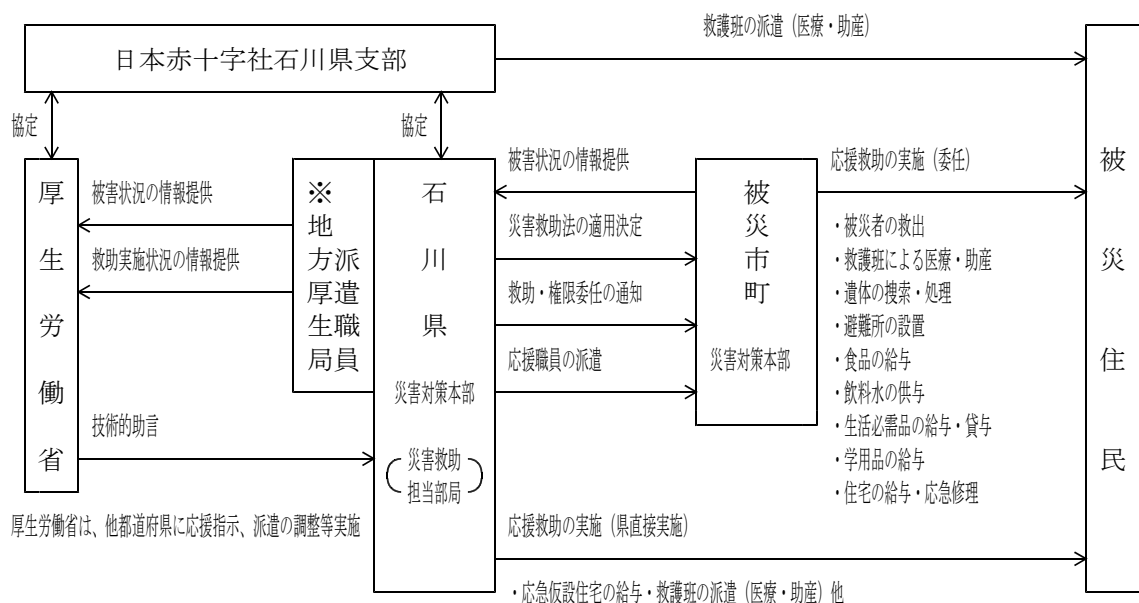 救護班の派遣（医療・助産）
日本赤十字社石川県支部
協定
協定
厚生労働省
被害状況の情報提供
救助実施状況の情報提供
技術的助言
※地方厚生局
派遣職員
石川県
災害対策本部
災害救助
担当部局
被害状況の情報提供
災害救助法の適用決定
救助・権限委任の通知
応援職員の派遣
被災市町
災害対策本部
応援救助の実施（委任）
・被災者の救出
・救護班による医療・助産
・遺体の捜索・処理
・避難所の設置
・食品の給与
・飲料水の供与
・生活必需品の給与・貸与
・学用品の給与
・住宅の給与・応急修理
被災住民
厚生労働省は、他都道府県に応援指示、派遣の調整等実施
応援救助の実施（県直接実施）
・応急仮設住宅の給与・救護班の派遣（医療・助産）他